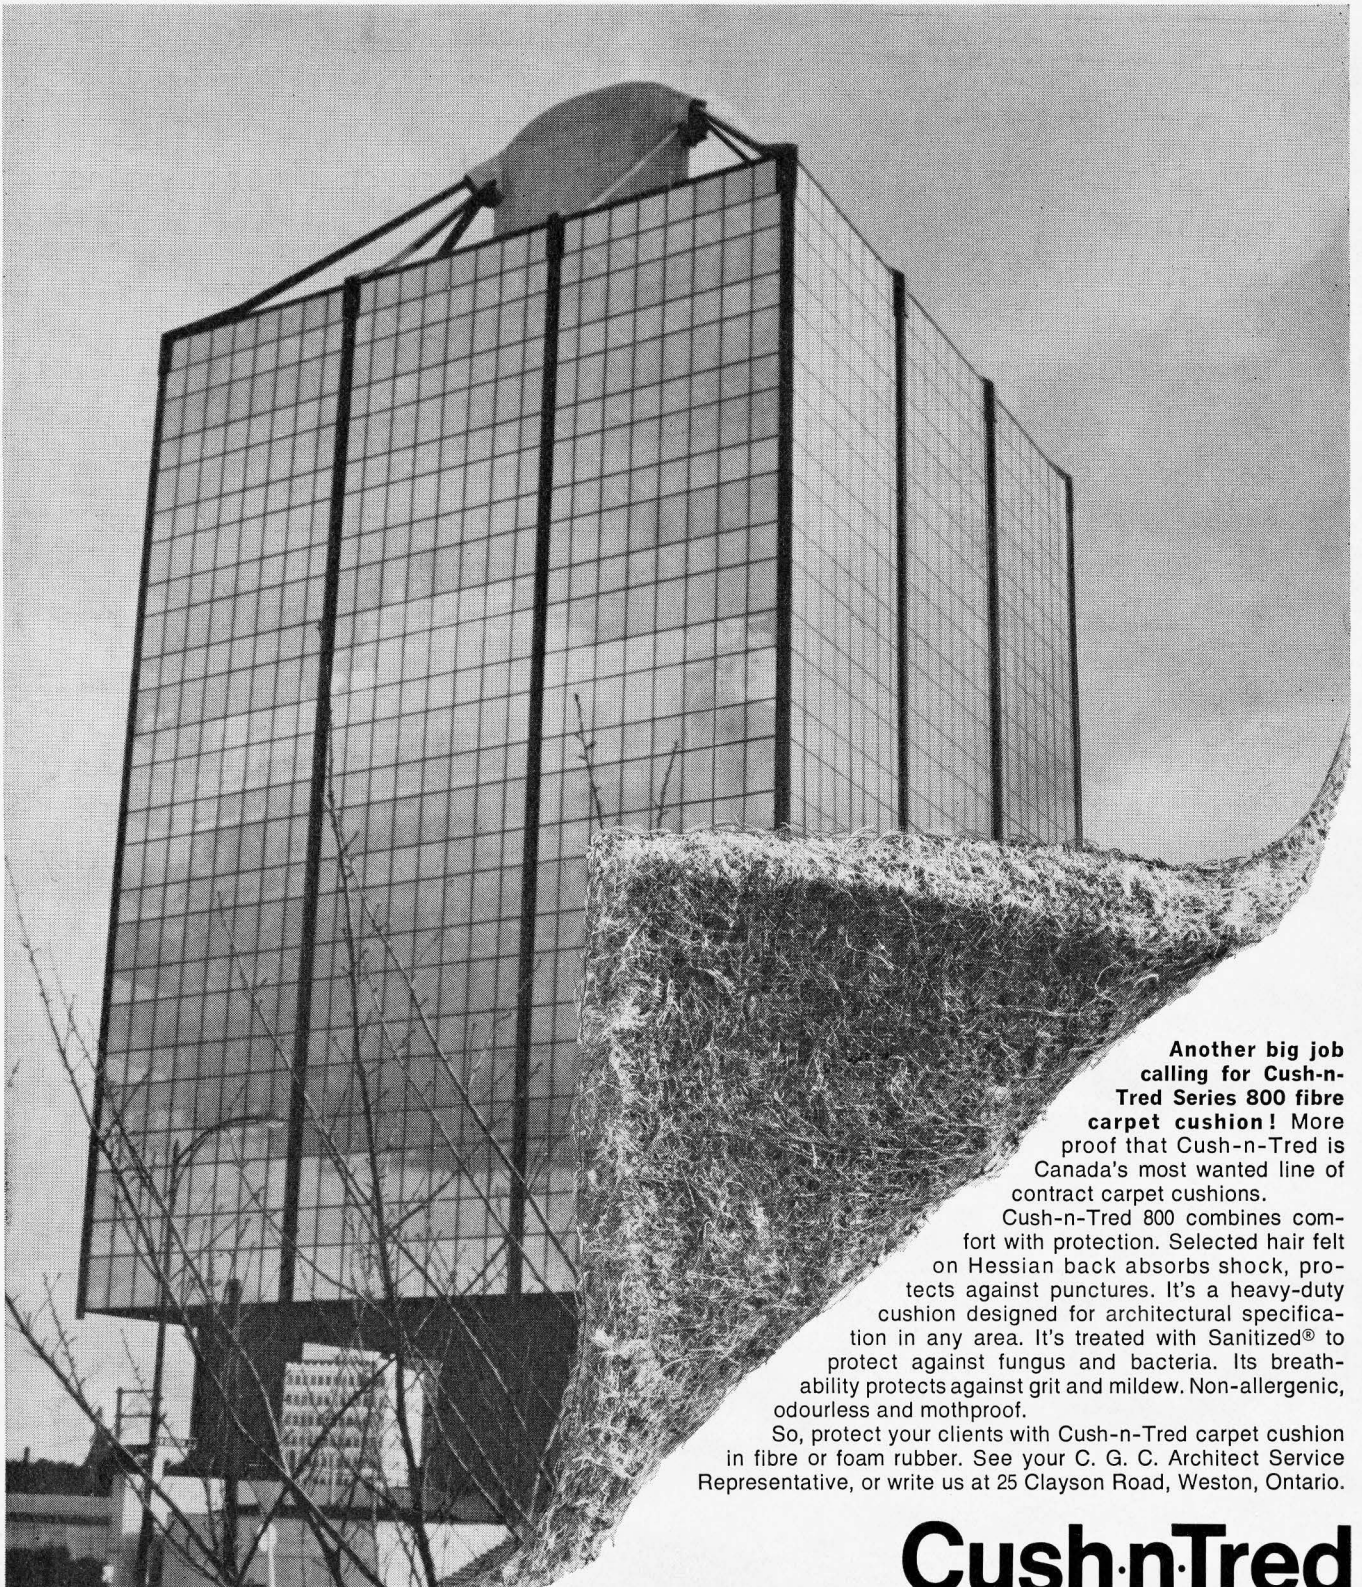 Another big job
calling for Cush-n-
Tred Series 800 fibre
carpet cushion! More
proof that Cush-n-Tred is
Canada's most wanted line of
contract carpet cushions.
Cush-n-Tred 800 combines com-
fort with protection. Selected hair felt
on Hessian back absorbs shock, pro-
tects against punctures. It's a heavy-duty
cushion designed for architectural specifica-
tion in any area. It's treated with Sanitized® to
protect against fungus and bacteria. Its breath-
ability protects against grit and mildew. Non-allergenic,
odourless and mothproof.
So, protect your clients with Cush-n-Tred carpet cushion
in fibre or foam rubber. See your C. G. C. Architect Service
Representative, or write us at 25 Clayson Road, Weston, Ontario.
Cush·n·Tred